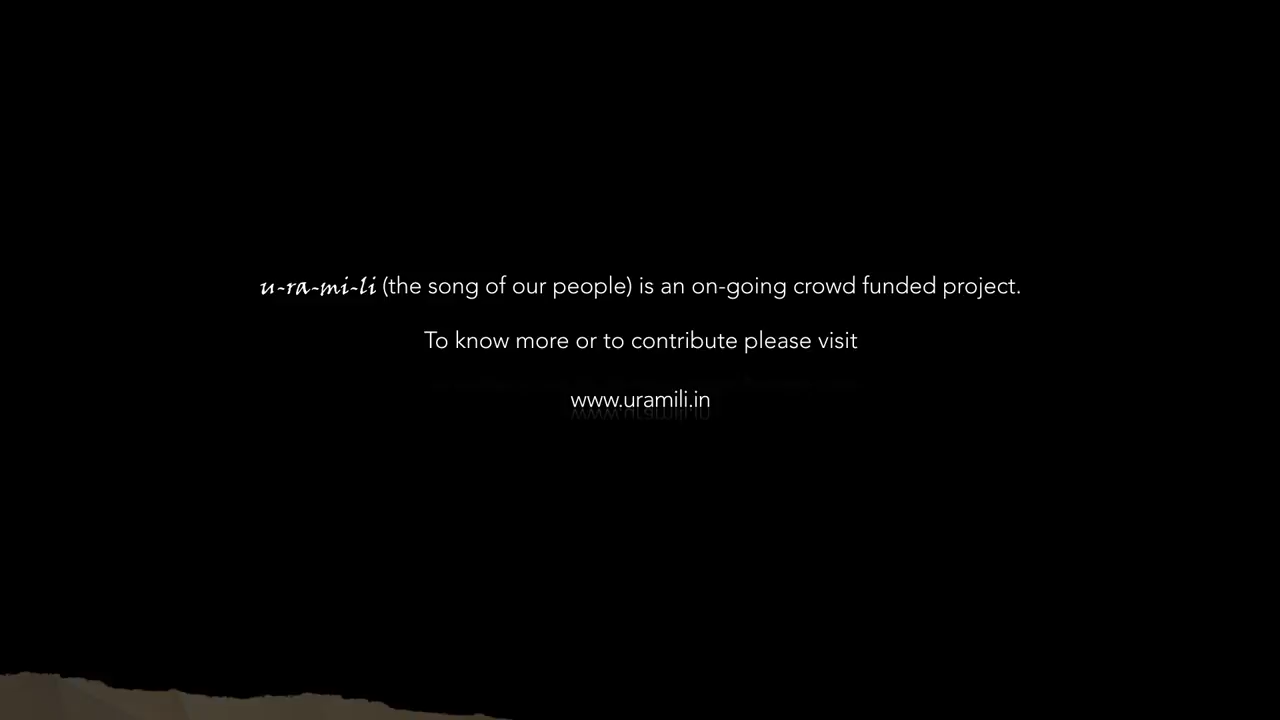 u-ra-mi-li (the song of our people) is an on-going crowd funded project.
To know more or to contribute please visit
www.uramili.in